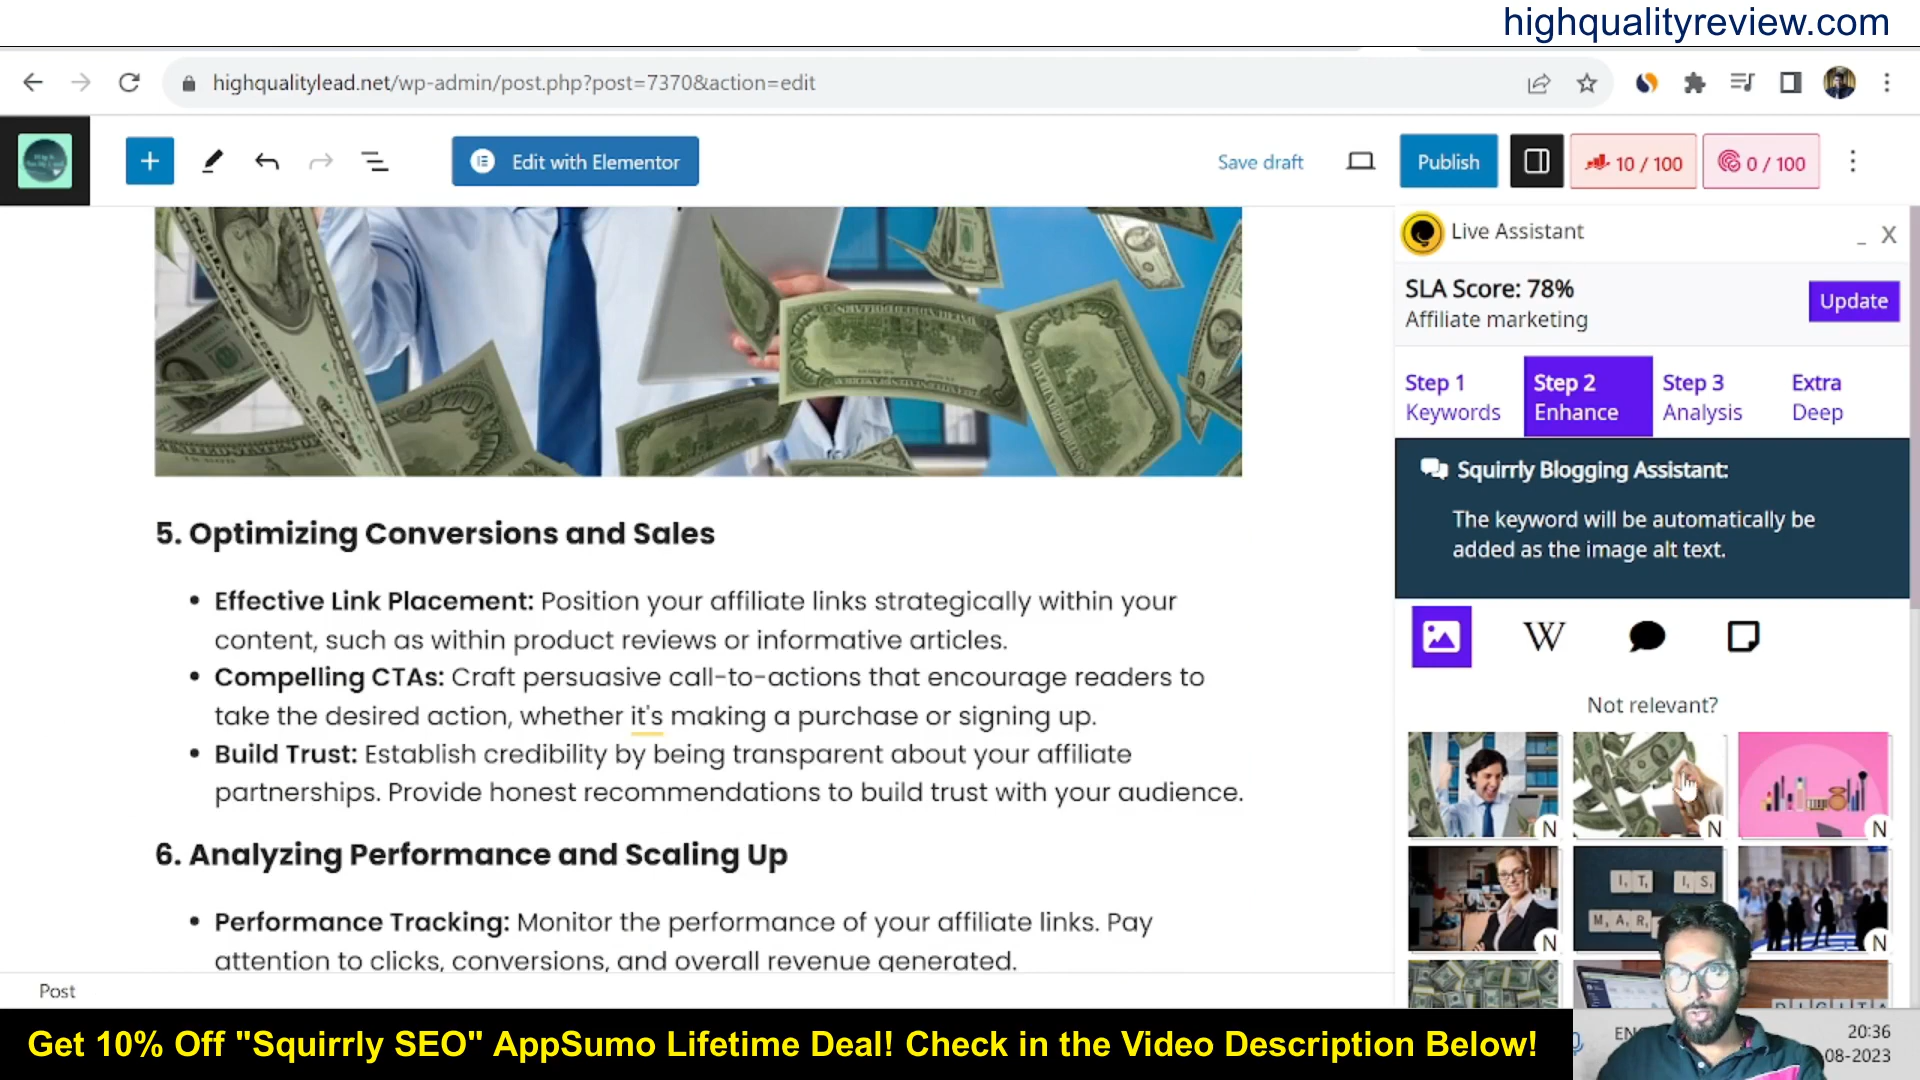 highqualityreview.com
highqualitylead.net/wp-admin/post.php?post=7370&action=edit
Edit with Elementor
Save draft
Publish
10 / 100
0 / 100
Live Assistant
_ X
SLA Score: 78%
Affiliate marketing
Update
Step 1
Keywords
Step 2
Enhance
Step 3
Analysis
Extra
Deep
Squirrly Blogging Assistant:
The keyword will be automatically be
added as the image alt text.
W
Not relevant?
N
N
N
N
IT IS
MAR
N
5. Optimizing Conversions and Sales
• Effective Link Placement: Position your affiliate links strategically within your
content, such as within product reviews or informative articles.
• Compelling CTAs: Craft persuasive call-to-actions that encourage readers to
take the desired action, whether it's making a purchase or signing up.
• Build Trust: Establish credibility by being transparent about your affiliate
partnerships. Provide honest recommendations to build trust with your audience.
6. Analyzing Performance and Scaling Up
• Performance Tracking: Monitor the performance of your affiliate links. Pay
attention to clicks, conversions, and overall revenue generated.
Post
Get 10% Off "Squirrly SEO" AppSumo Lifetime Deal! Check in the Video Description Below!
20:36
08-2023